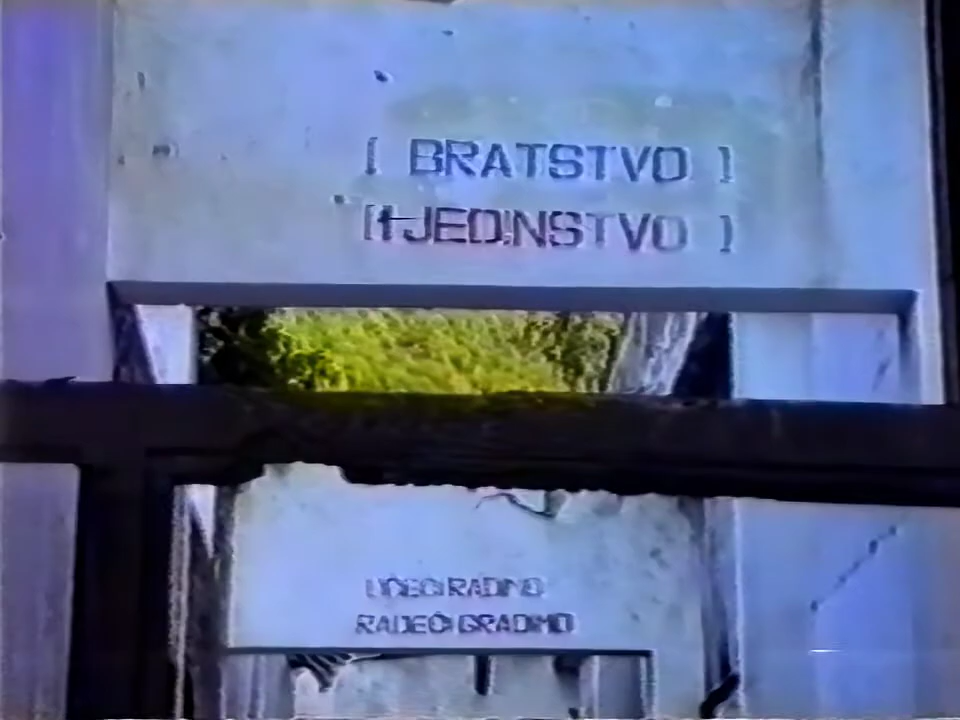 [ BRATSTVO ]
[ I JEDINSTVO ]
UČEĆI RADIMO
RADEĆI GRADIMO